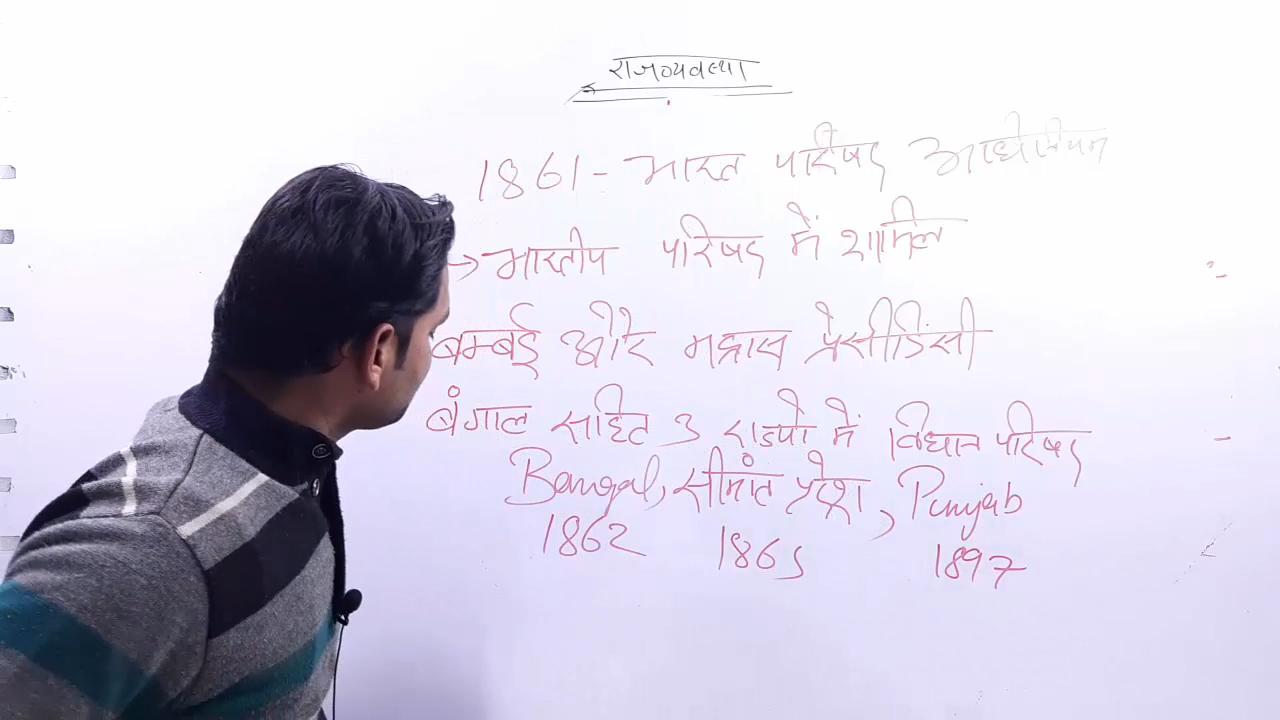 राजव्यवस्था
1861 - भारत परिषद अधिनियम
→ भारतीय परिषद में शामिल
बम्बई और मद्रास प्रेसीडेंसी
बंगाल सहित 3 राज्यों में विधान परिषद
Bengal, सीमांत प्रदेश, Punjab
1862 1865 1897